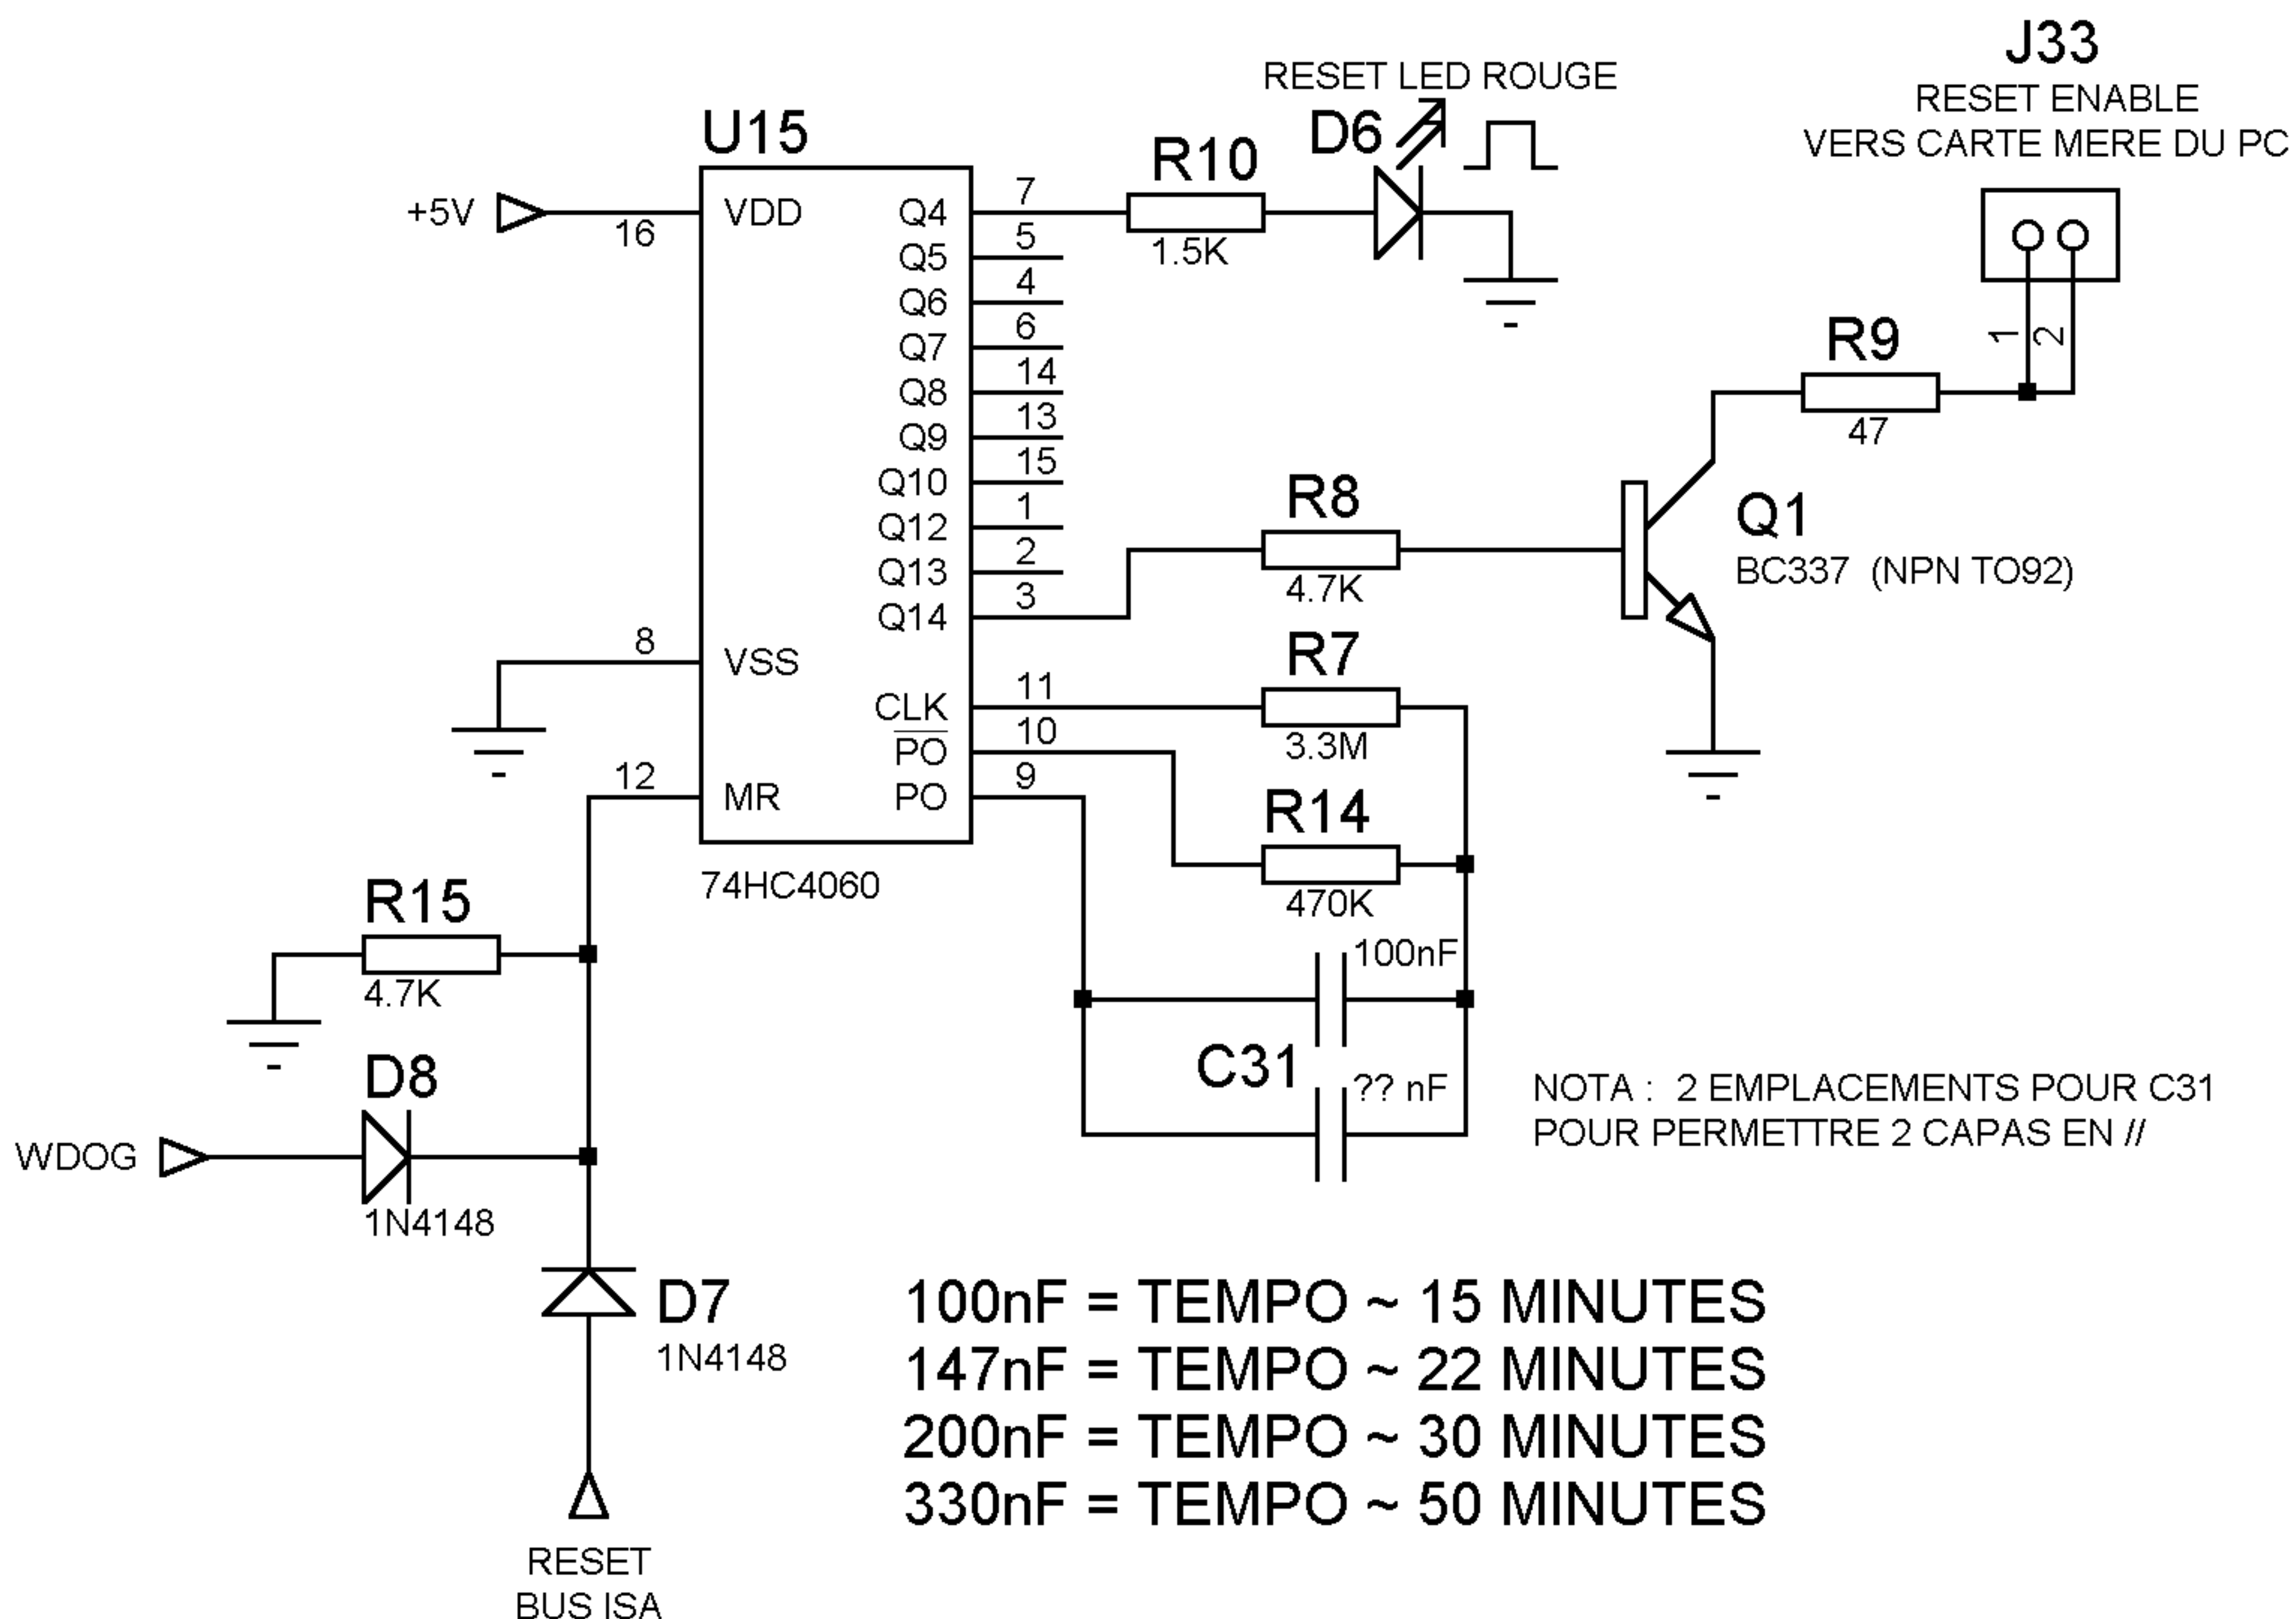 J33
RESET ENABLE
VERS CARTE MERE DU PC
RESET LED ROUGE
D6
R10
1.5K
U15
+5V
16
VDD
Q4
7
Q5
5
Q6
4
Q7
6
Q8
14
Q9
13
Q10
15
Q12
1
Q13
2
Q14
3
8
VSS
CLK
11
PO
10
PO
9
12
MR
74HC4060
1
2
R9
47
R8
4.7K
Q1
BC337 (NPN TO92)
R7
3.3M
R14
470K
100nF
C31
?? nF
NOTA : 2 EMPLACEMENTS POUR C31
POUR PERMETTRE 2 CAPAS EN //
R15
4.7K
D8
WDOG
1N4148
D7
1N4148
RESET
BUS ISA
100nF = TEMPO ~ 15 MINUTES
147nF = TEMPO ~ 22 MINUTES
200nF = TEMPO ~ 30 MINUTES
330nF = TEMPO ~ 50 MINUTES